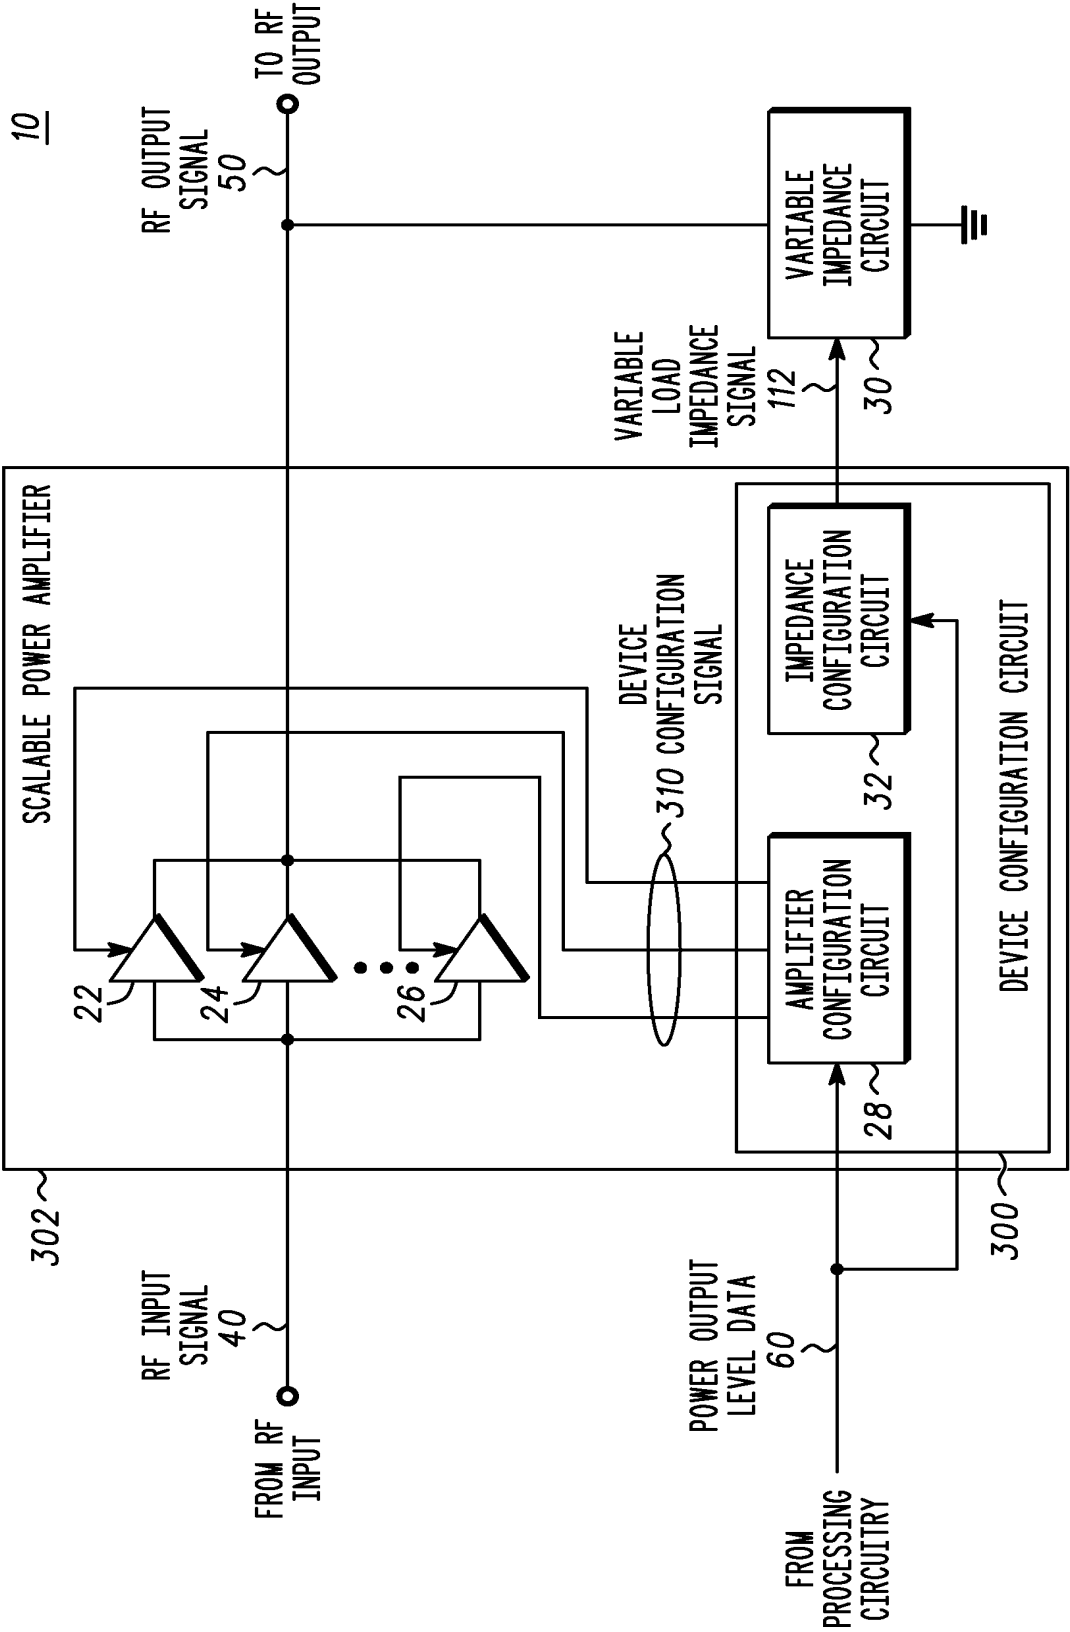 10
SCALABLE POWER AMPLIFIER
302
FROM RF
INPUT
RF INPUT
SIGNAL
40
22
24
26
RF OUTPUT
SIGNAL
50
TO RF
OUTPUT
DEVICE
310 CONFIGURATION
SIGNAL
VARIABLE
LOAD
IMPEDANCE
SIGNAL
112
FROM
PROCESSING
CIRCUITRY
POWER OUTPUT
LEVEL DATA
60
AMPLIFIER
CONFIGURATION
CIRCUIT
28
IMPEDANCE
CONFIGURATION
CIRCUIT
32
VARIABLE
IMPEDANCE
CIRCUIT
30
DEVICE CONFIGURATION CIRCUIT
300